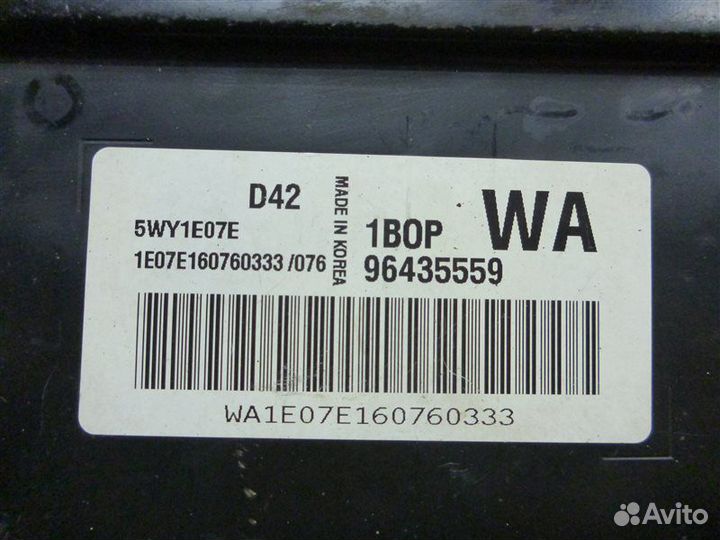 D42
MADE IN KOREA
5WY1E07E
1BOP
WA
1E07E160760333 /076
96435559
WA1E07E160760333
Avito